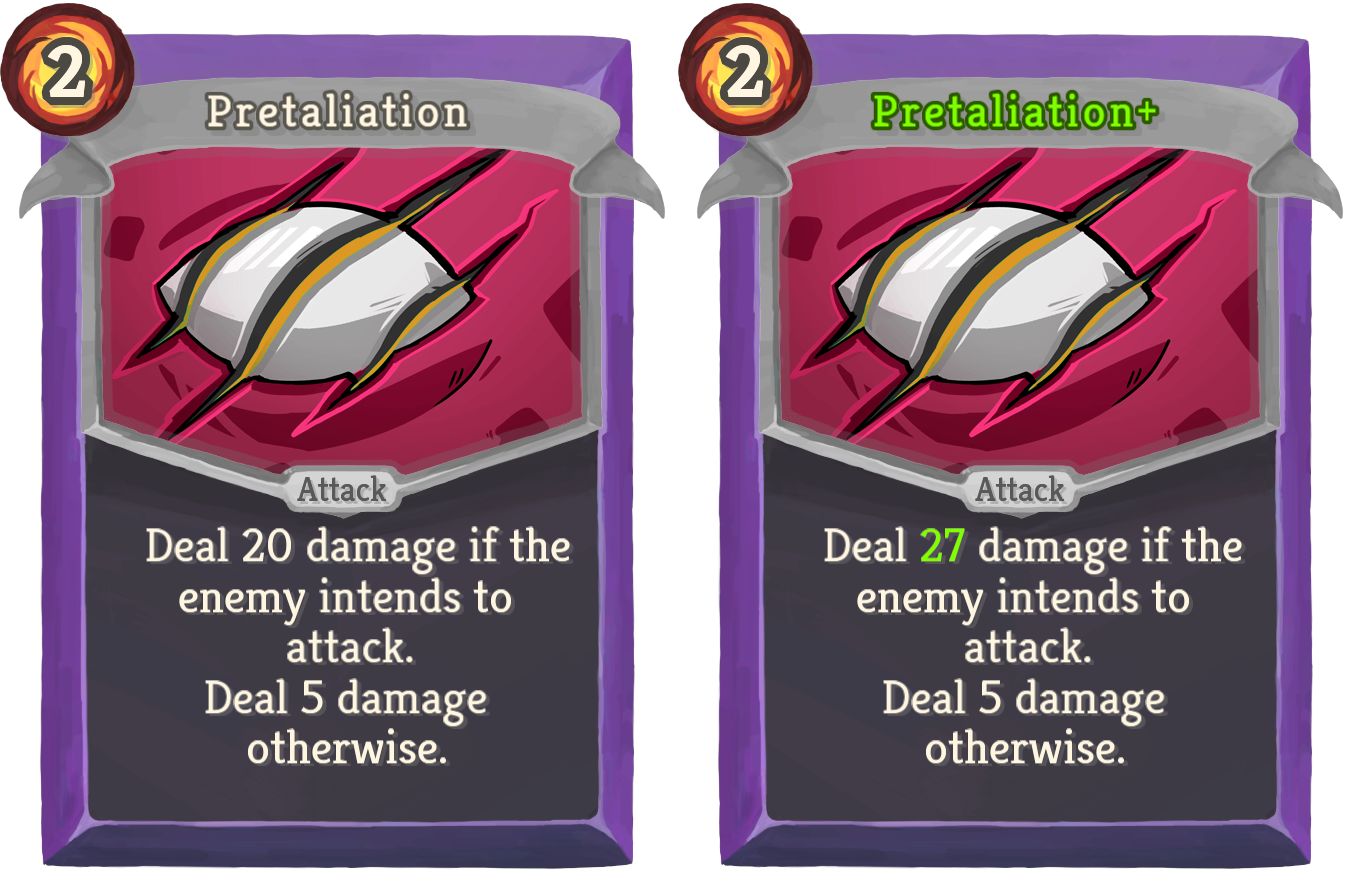 2
Pretaliation
Attack
Deal 20 damage if the
enemy intends to
attack.
Deal 5 damage
otherwise.
2
Pretaliation+
Attack
Deal 27 damage if the
enemy intends to
attack.
Deal 5 damage
otherwise.